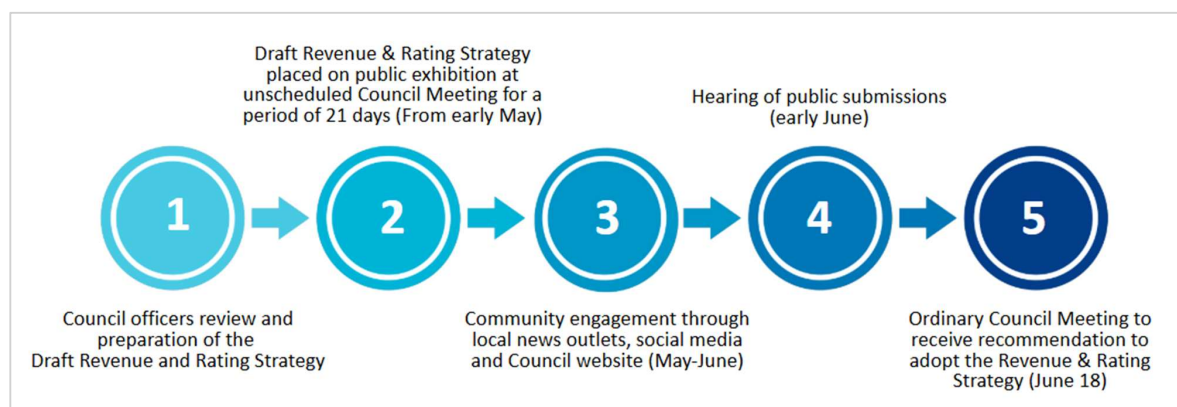 Draft Revenue & Rating Strategy
placed on public exhibition at
unscheduled Council Meeting for a
period of 21 days (From early May)
Hearing of public submissions
(early June)
1
2
3
4
5
Council officers review and
preparation of the
Draft Revenue and Rating Strategy
Community engagement through
local news outlets, social media
and Council website (May-June)
Ordinary Council Meeting to
receive recommendation to
adopt the Revenue & Rating
Strategy (June 18)